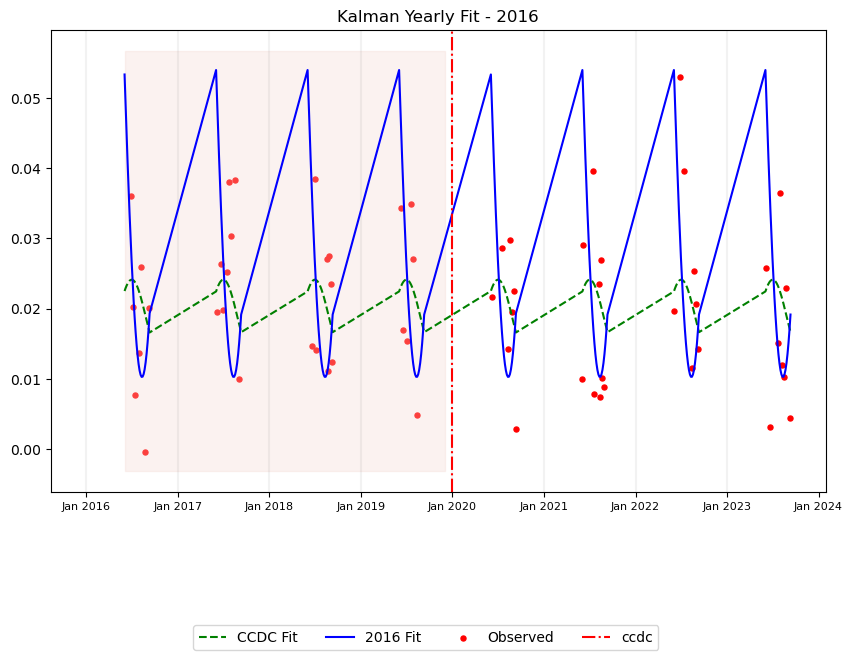 Kalman Yearly Fit - 2016
0.05
0.04
0.03
0.02
0.01
0.00
Jan 2016 Jan 2017 Jan 2018 Jan 2019 Jan 2020 Jan 2021 Jan 2022 Jan 2023 Jan 2024
CCDC Fit 2016 Fit Observed ccdc